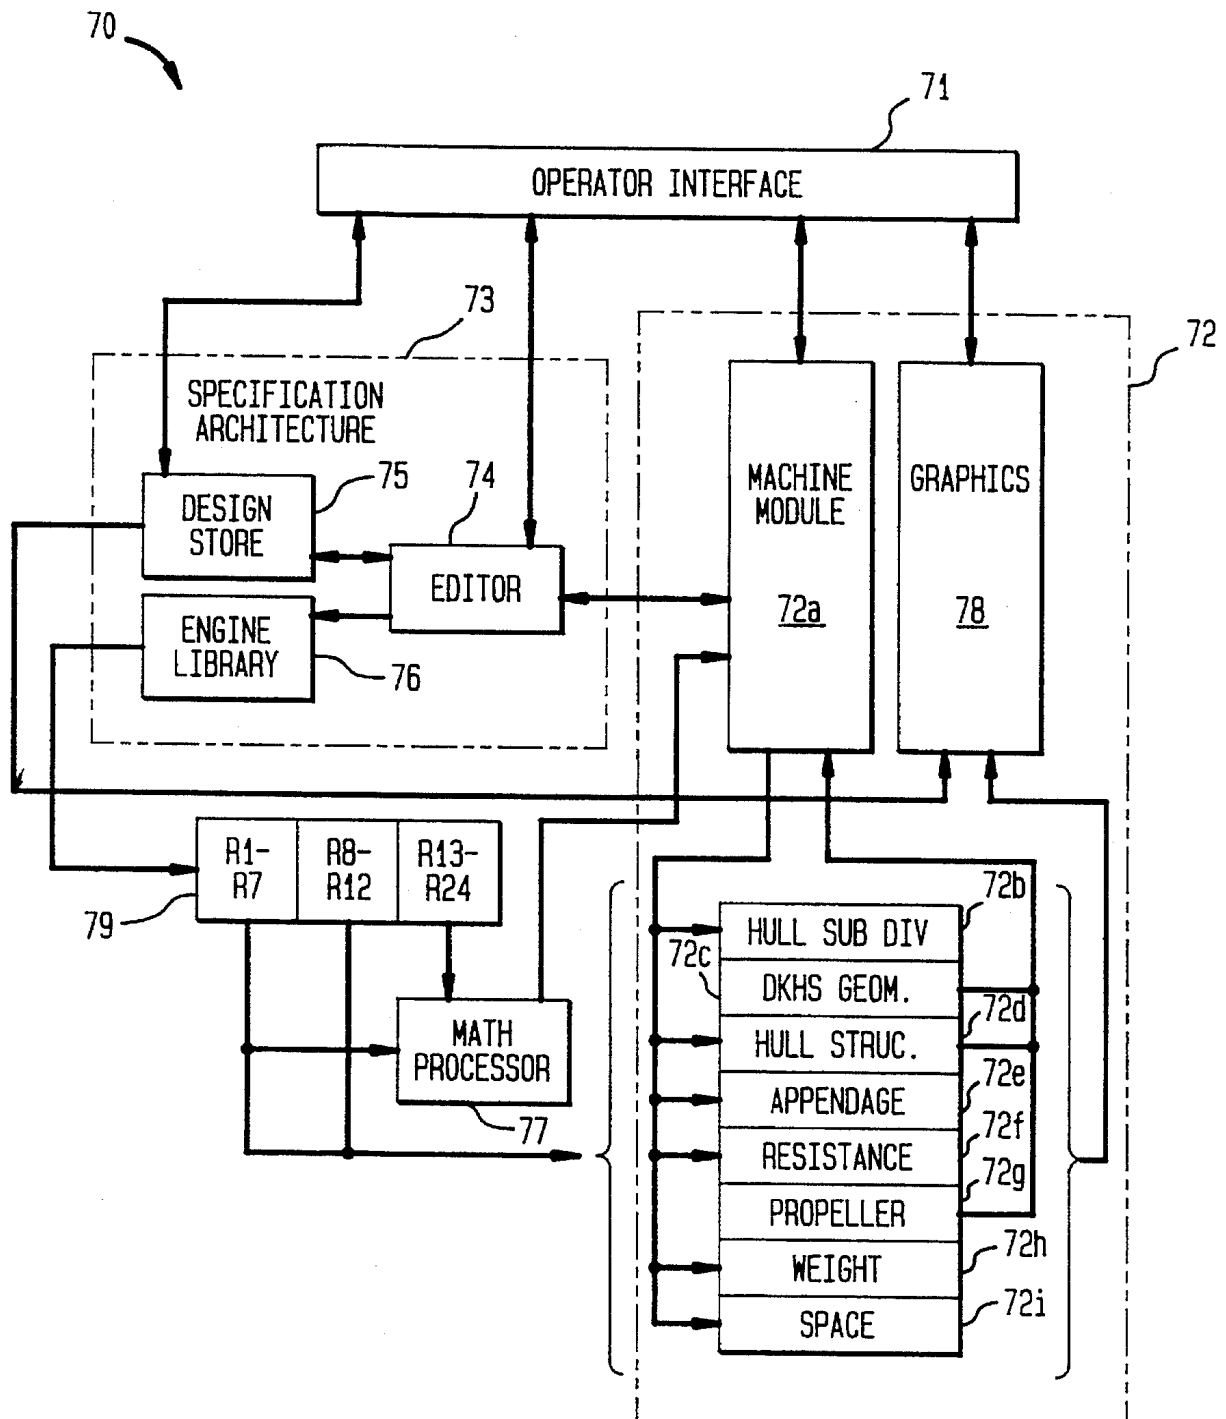 70
71
OPERATOR INTERFACE
73
72
SPECIFICATION
ARCHITECTURE
75
74
DESIGN
STORE
EDITOR
ENGINE
LIBRARY
76
MACHINE
MODULE
72a
GRAPHICS
78
R1-
R7
R8-
R12
R13-
R24
79
MATH
PROCESSOR
77
72b
HULL SUB DIV
72c
DKHS GEOM.
72d
HULL STRUC.
72e
APPENDAGE
72f
RESISTANCE
72g
PROPELLER
72h
WEIGHT
72i
SPACE